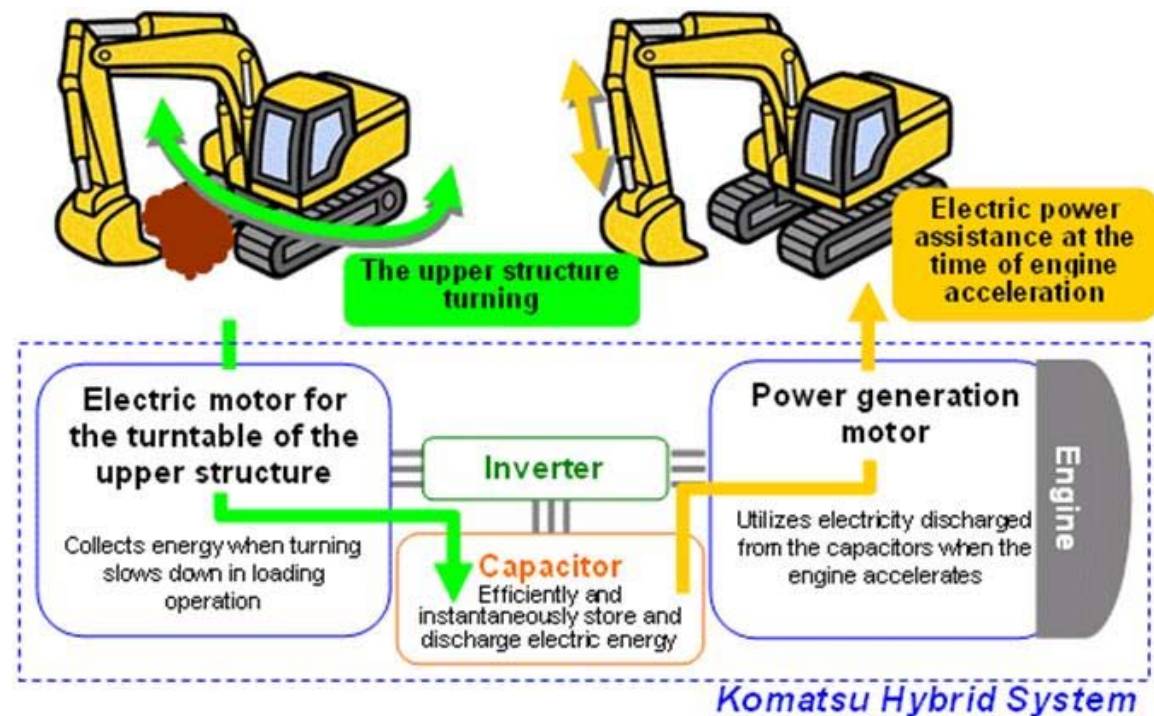 The upper structure
turning
Electric power
assistance at the
time of engine
acceleration
Electric motor for
the turntable of the
upper structure
Collects energy when turning
slows down in loading
operation
Inverter
Capacitor
Efficiently and
instantaneously store and
discharge electric energy
Power generation
motor
Utilizes electricity discharged
from the capacitors when the
engine accelerates
Engine
Komatsu Hybrid System